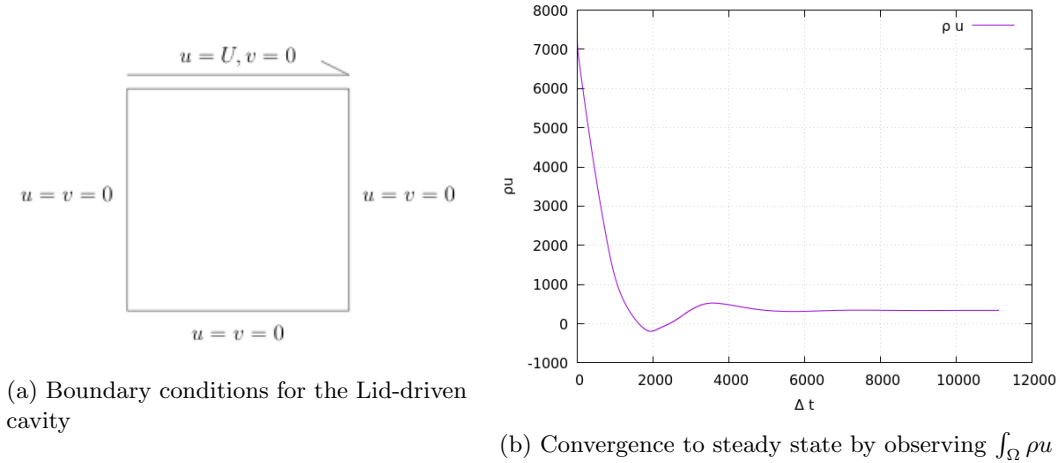 u = U, v = 0
u = v = 0
u = v = 0
u = v = 0
(a) Boundary conditions for the Lid-driven
cavity
8000
7000
6000
5000
4000
3000
2000
1000
0
-1000
ρu
ρ u
0
2000
4000
6000
8000
10000
12000
Δ t
(b) Convergence to steady state by observing ∫_Ω ρu